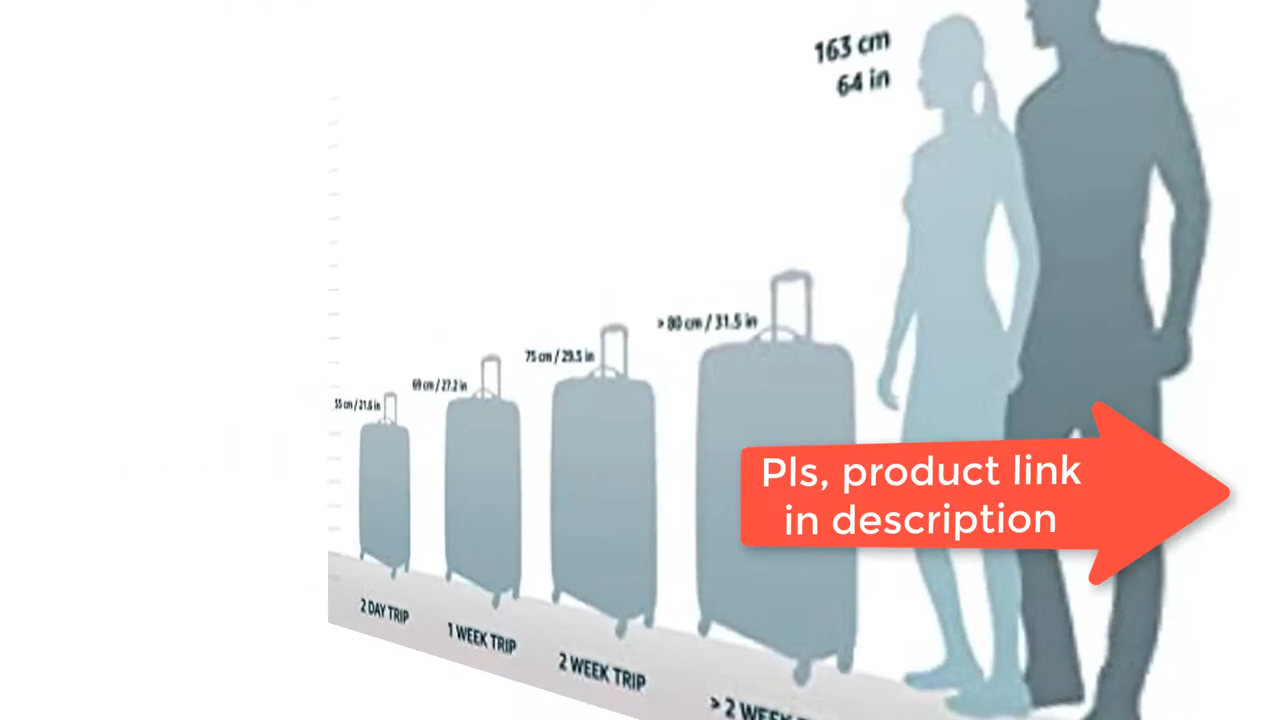 163 cm
64 in
> 80 cm / 31.5 in
75 cm / 29.5 in
69 cm / 27.2 in
55 cm / 21.6 in
Pls, product link
in description
2 DAY TRIP
1 WEEK TRIP
2 WEEK TRIP
> 2 WEEK